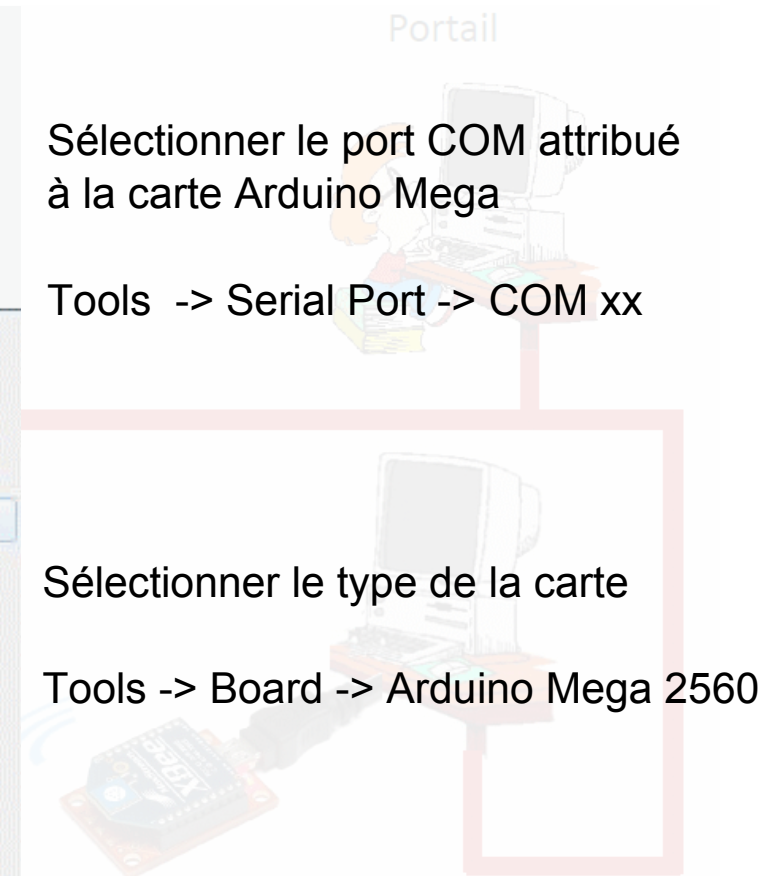 Portail
Sélectionner le port COM attribué
à la carte Arduino Mega
Tools -> Serial Port -> COM xx
Sélectionner le type de la carte
Tools -> Board -> Arduino Mega 2560
XBee